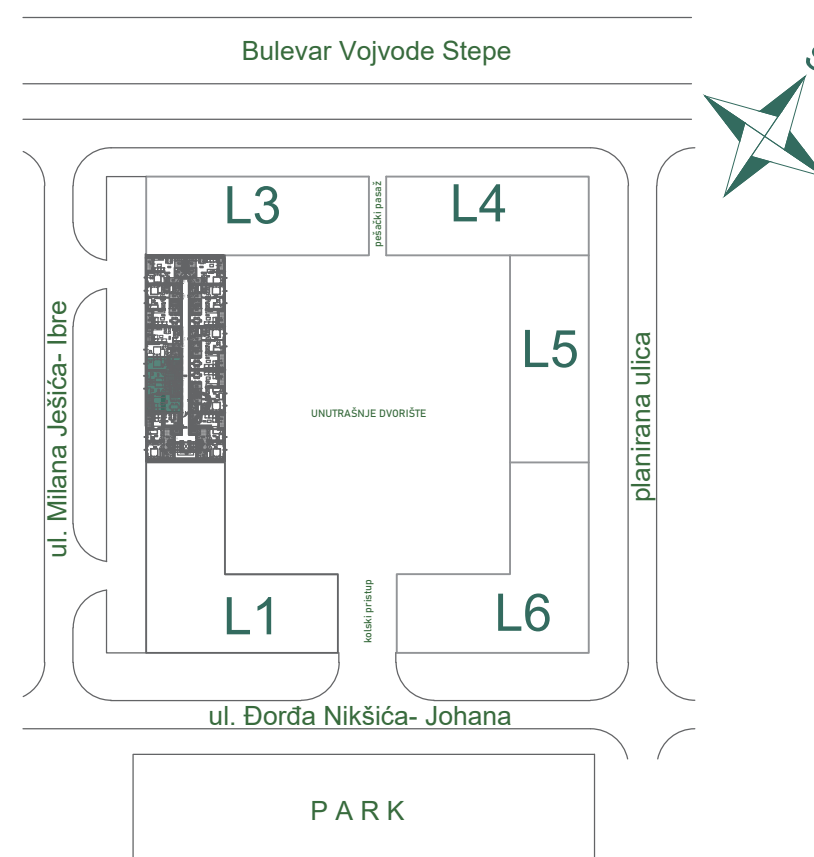 Bulevar Vojvode Stepe
S
L3
pešački pasaž
L4
ul. Milana Ješića- Ibre
L5
planirana ulica
UNUTRAŠNJE DVORIŠTE
L1
kolski pristup
L6
ul. Đorđa Nikšića- Johana
PARK